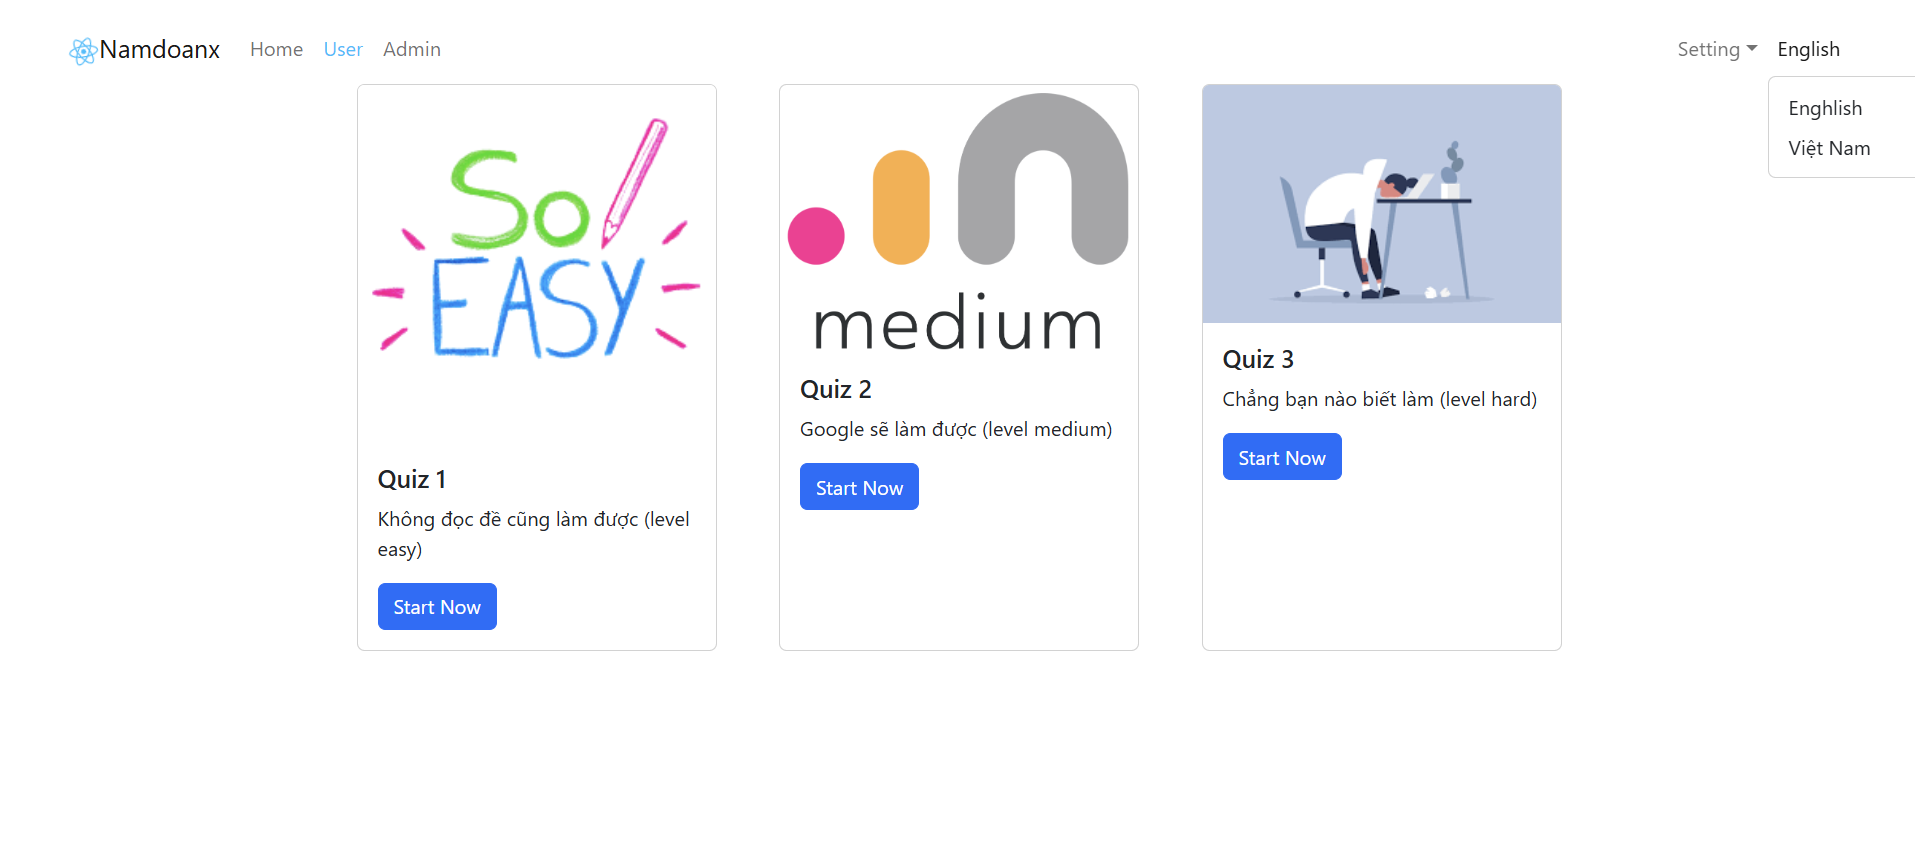 Namdoanx Home User Admin Setting English
Enghlish
Việt Nam
So
EASY
Quiz 1
Không đọc đề cũng làm được (level
easy)
Start Now
medium
Quiz 2
Google sẽ làm được (level medium)
Start Now
Quiz 3
Chẳng bạn nào biết làm (level hard)
Start Now